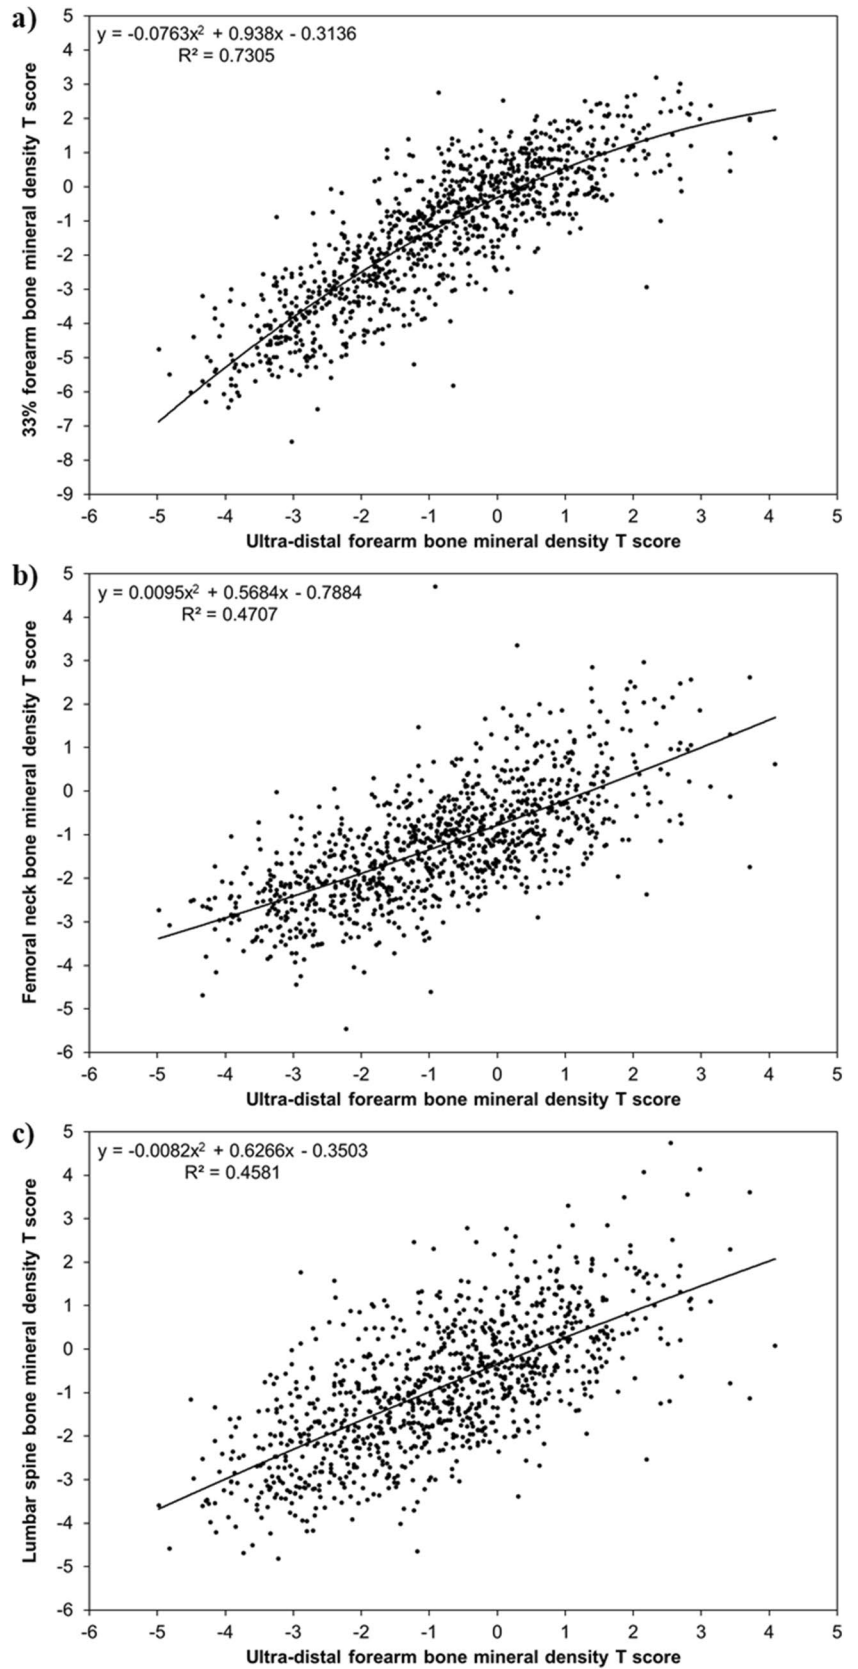 a)
y = -0.0763x² + 0.938x - 0.3136
R² = 0.7305
33% forearm bone mineral density T score
5
4
3
2
1
0
-1
-2
-3
-4
-5
-6
-7
-8
-9
-6 -5 -4 -3 -2 -1 0 1 2 3 4 5
Ultra-distal forearm bone mineral density T score
b)
y = 0.0095x² + 0.5684x - 0.7884
R² = 0.4707
Femoral neck bone mineral density T score
5
4
3
2
1
0
-1
-2
-3
-4
-5
-6
-6 -5 -4 -3 -2 -1 0 1 2 3 4 5
Ultra-distal forearm bone mineral density T score
c)
y = -0.0082x² + 0.6266x - 0.3503
R² = 0.4581
Lumbar spine bone mineral density T score
5
4
3
2
1
0
-1
-2
-3
-4
-5
-6
-6 -5 -4 -3 -2 -1 0 1 2 3 4 5
Ultra-distal forearm bone mineral density T score